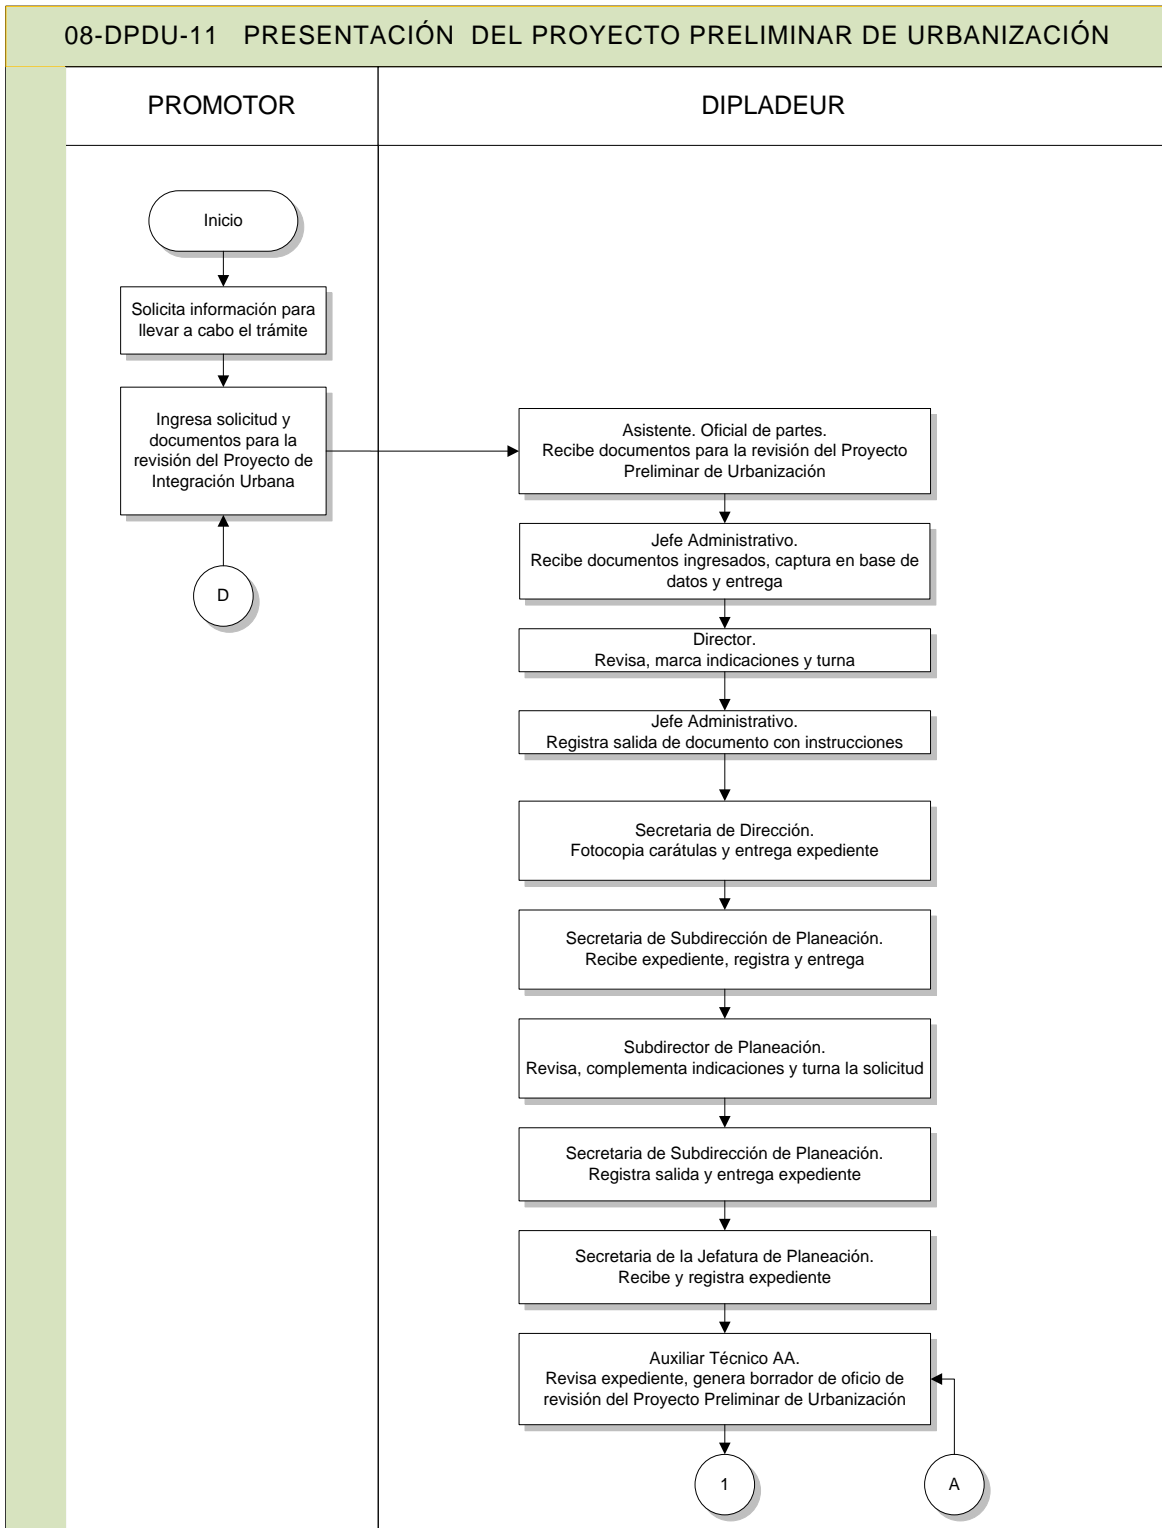 08-DPDU-11 PRESENTACIÓN DEL PROYECTO PRELIMINAR DE URBANIZACIÓN
PROMOTOR
DIPLADEUR
Inicio
Solicita información para
llevar a cabo el trámite
Ingresa solicitud y
documentos para la
revisión del Proyecto de
Integración Urbana
D
Asistente. Oficial de partes.
Recibe documentos para la revisión del Proyecto
Preliminar de Urbanización
Jefe Administrativo.
Recibe documentos ingresados, captura en base de
datos y entrega
Director.
Revisa, marca indicaciones y turna
Jefe Administrativo.
Registra salida de documento con instrucciones
Secretaria de Dirección.
Fotocopia carátulas y entrega expediente
Secretaria de Subdirección de Planeación.
Recibe expediente, registra y entrega
Subdirector de Planeación.
Revisa, complementa indicaciones y turna la solicitud
Secretaria de Subdirección de Planeación.
Registra salida y entrega expediente
Secretaria de la Jefatura de Planeación.
Recibe y registra expediente
Auxiliar Técnico AA.
Revisa expediente, genera borrador de oficio de
revisión del Proyecto Preliminar de Urbanización
1
A